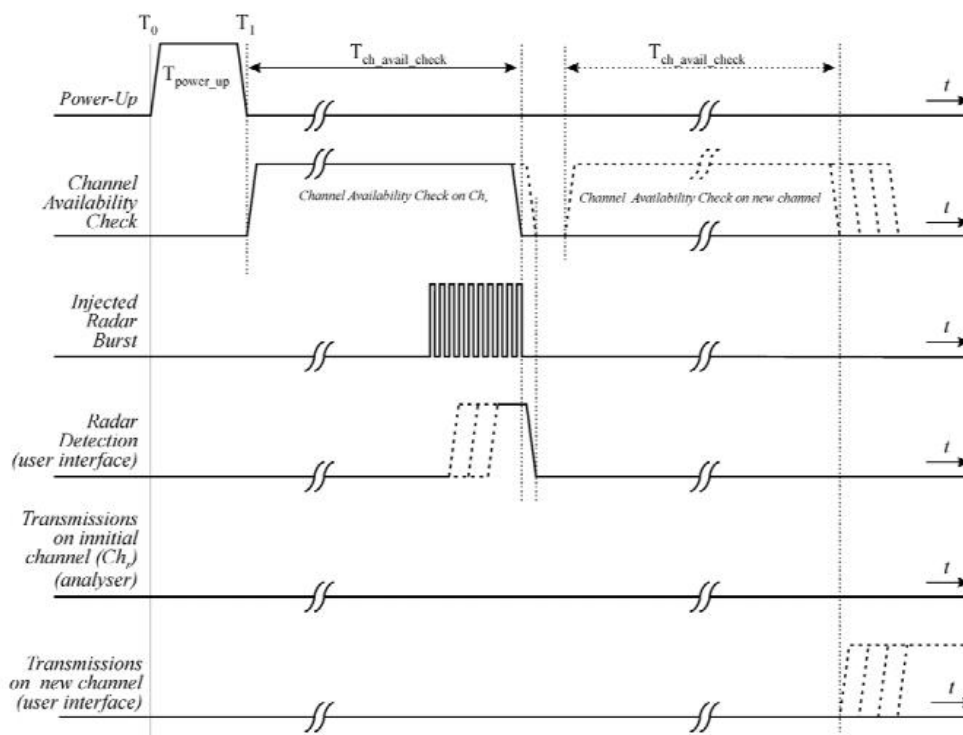 T0 T1
Tch_avail_check Tch_avail_check
Tpower_up
Power-Up t
Channel
Availability
Check
Channel Availability Check on Chr Channel Availability Check on new channel
t
Injected
Radar
Burst
t
Radar
Detection
(user interface)
t
Transmissions
on innitial
channel (Chr)
(analyser)
t
Transmissions
on new channel
(user interface)
t